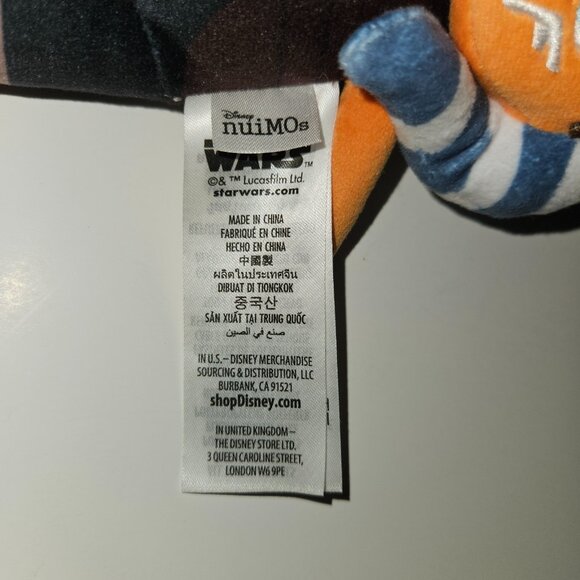 Disney
nuiMOs
WARS™
©& ™ Lucasfilm Ltd.
starwars.com
MADE IN CHINA
FABRIQUÉ EN CHINE
HECHO EN CHINA
中國製
ผลิตในประเทศจีน
DIBUAT DI TIONGKOK
중국산
SẢN XUẤT TẠI TRUNG QUỐC
صنع في الصين
IN U.S.– DISNEY MERCHANDISE
SOURCING & DISTRIBUTION, LLC
BURBANK, CA 91521
shopDisney.com
IN UNITED KINGDOM –
THE DISNEY STORE LTD.
3 QUEEN CAROLINE STREET,
LONDON W6 9PE